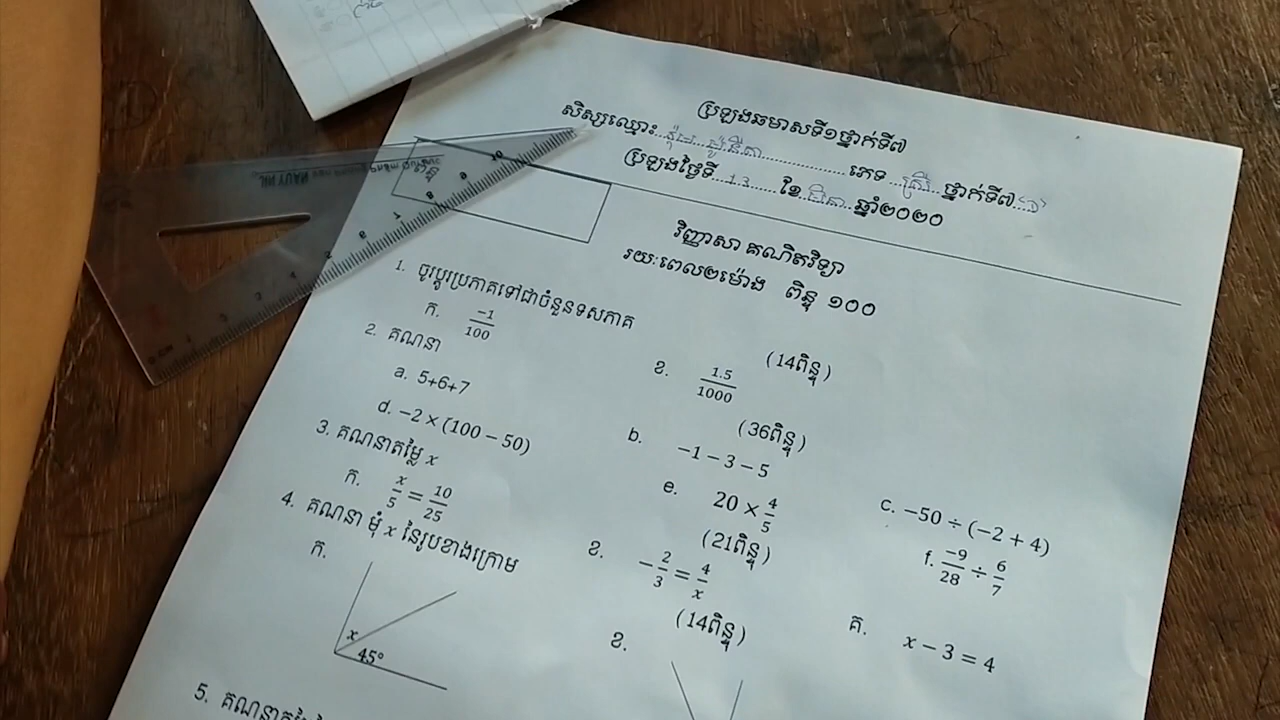 ប្រឡងឆមាសទី១ថ្នាក់ទី៧
សិស្សឈ្មោះ ភេទ ស្រី ថ្នាក់ទី៧
ប្រឡងថ្ងៃទី 13 ខែ មីនា ឆ្នាំ២០២០
វិញ្ញាសា គណិតវិទ្យា
រយៈពេល២ម៉ោង ពិន្ទុ ១០០
1. ចូរប្តូរប្រភាគទៅជាចំនួនទសភាគ (14ពិន្ទុ)
ក. −1/100 ខ. 1.5/1000
2. គណនា (36ពិន្ទុ)
a. 5+6+7 b. −1 − 3 − 5 c. −50 ÷ (−2 + 4)
d. −2 × (100 − 50) e. 20 × 4/5 f. −9/28 ÷ 6/7
3. គណនាតម្លៃ x (21ពិន្ទុ)
ក. x/5 = 10/25 ខ. −2/3 = 4/x គ. x − 3 = 4
4. គណនា មុំ x នៃរូបខាងក្រោម (14ពិន្ទុ)
ក. ខ.
x
45°